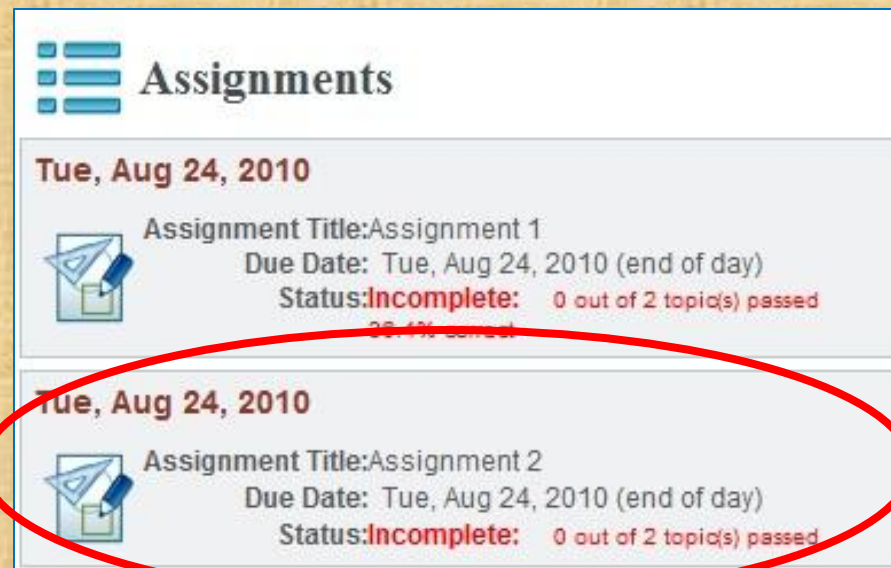 Assignments
Tue, Aug 24, 2010
Assignment Title:Assignment 1
Due Date: Tue, Aug 24, 2010 (end of day)
Status:Incomplete: 0 out of 2 topic(s) passed
correct
Tue, Aug 24, 2010
Assignment Title:Assignment 2
Due Date: Tue, Aug 24, 2010 (end of day)
Status:Incomplete: 0 out of 2 topic(s) passed